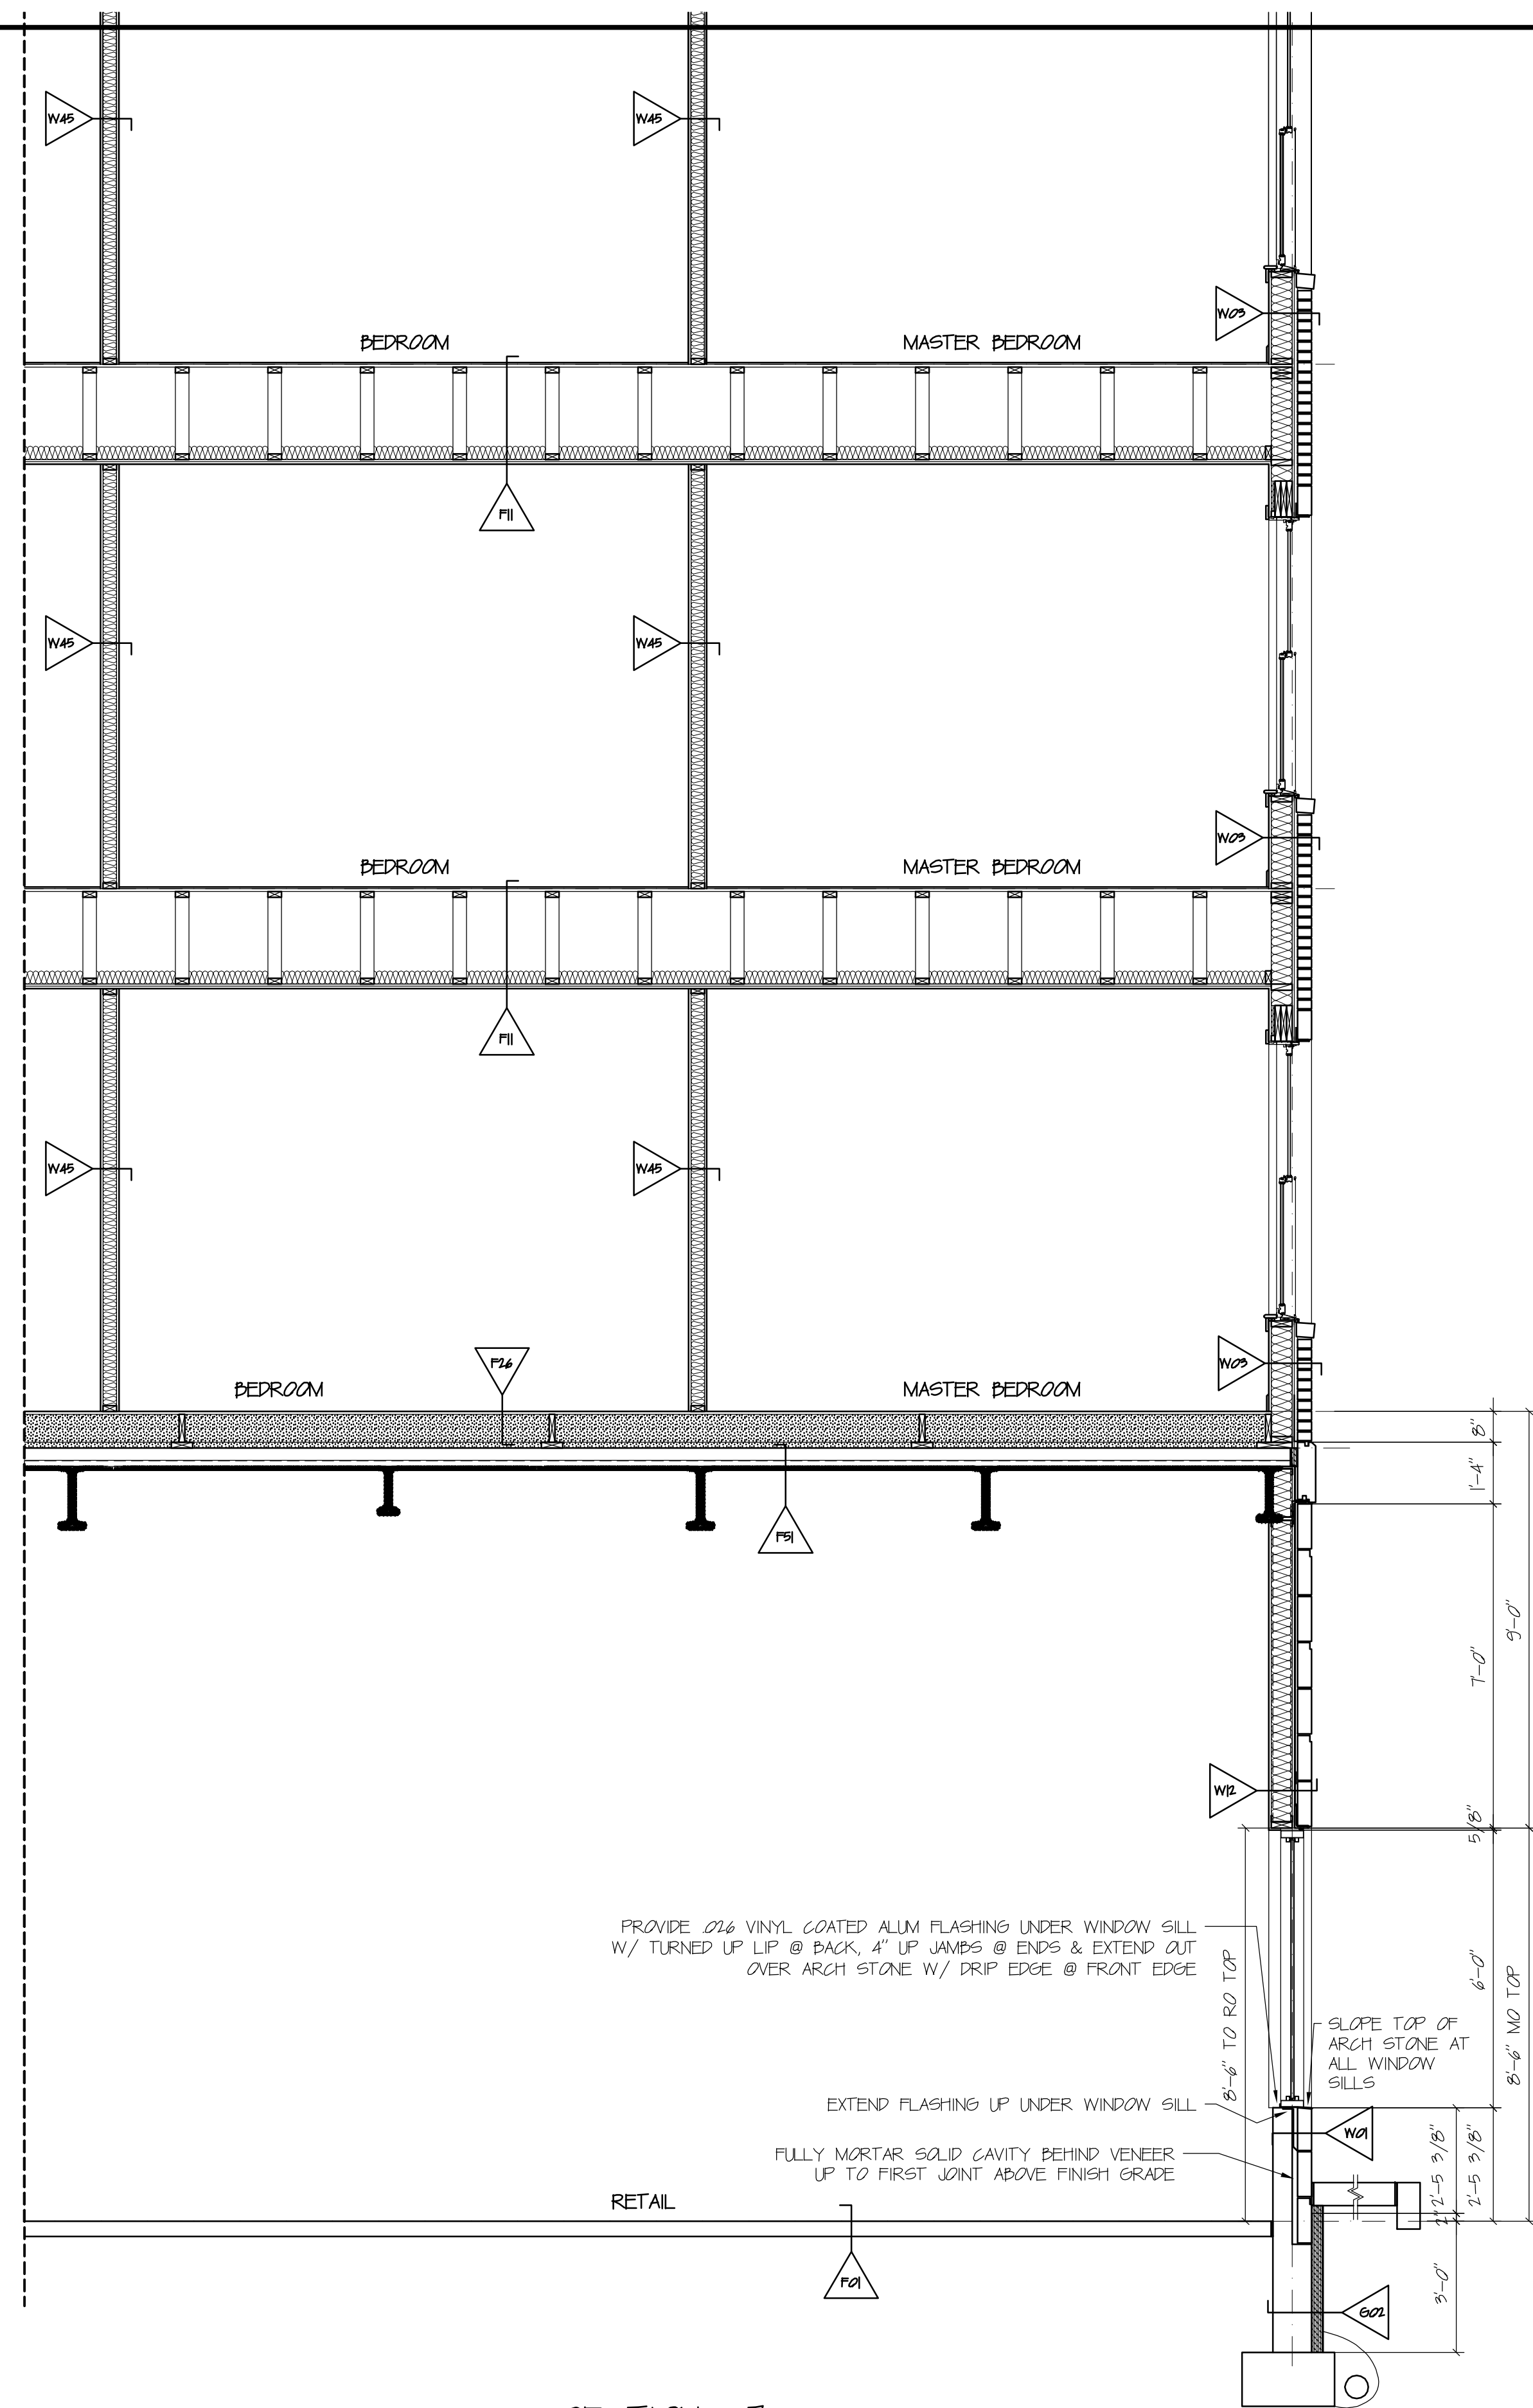 W45
W45
W03
BEDROOM
MASTER BEDROOM
F11
W45
W45
W03
BEDROOM
MASTER BEDROOM
F11
W45
W45
F26
W03
BEDROOM
MASTER BEDROOM
8"
1'-4"
F51
9'-0"
7'-0"
W12
5/8"
PROVIDE .026 VINYL COATED ALUM FLASHING UNDER WINDOW SILL
W/ TURNED UP LIP @ BACK, 4" UP JAMBS @ ENDS & EXTEND OUT
OVER ARCH STONE W/ DRIP EDGE @ FRONT EDGE
8'-6" TO RO TOP
6'-0"
8'-6" MO TOP
SLOPE TOP OF
ARCH STONE AT
ALL WINDOW
SILLS
EXTEND FLASHING UP UNDER WINDOW SILL
W01
FULLY MORTAR SOLID CAVITY BEHIND VENEER
UP TO FIRST JOINT ABOVE FINISH GRADE
2'-5 3/8"
2'-5 3/8"
RETAIL
2"
F01
3'-0"
G02